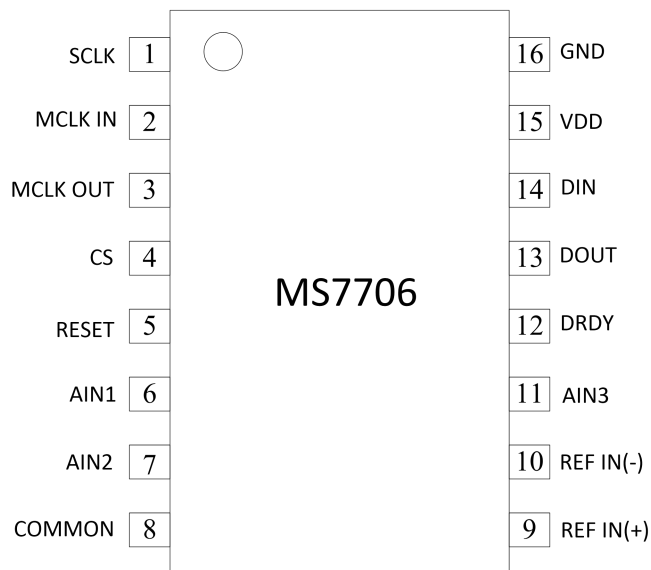 SCLK 1 16 GND
MCLK IN 2 15 VDD
MCLK OUT 3 14 DIN
CS 4 13 DOUT
MS7706
RESET 5 12 DRDY
AIN1 6 11 AIN3
AIN2 7 10 REF IN(-)
COMMON 8 9 REF IN(+)